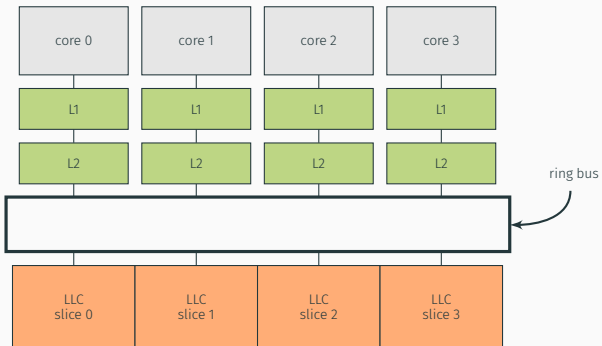 core 0
core 1
core 2
core 3
L1
L1
L1
L1
L2
L2
L2
L2
ring bus
LLC
slice 0
LLC
slice 1
LLC
slice 2
LLC
slice 3